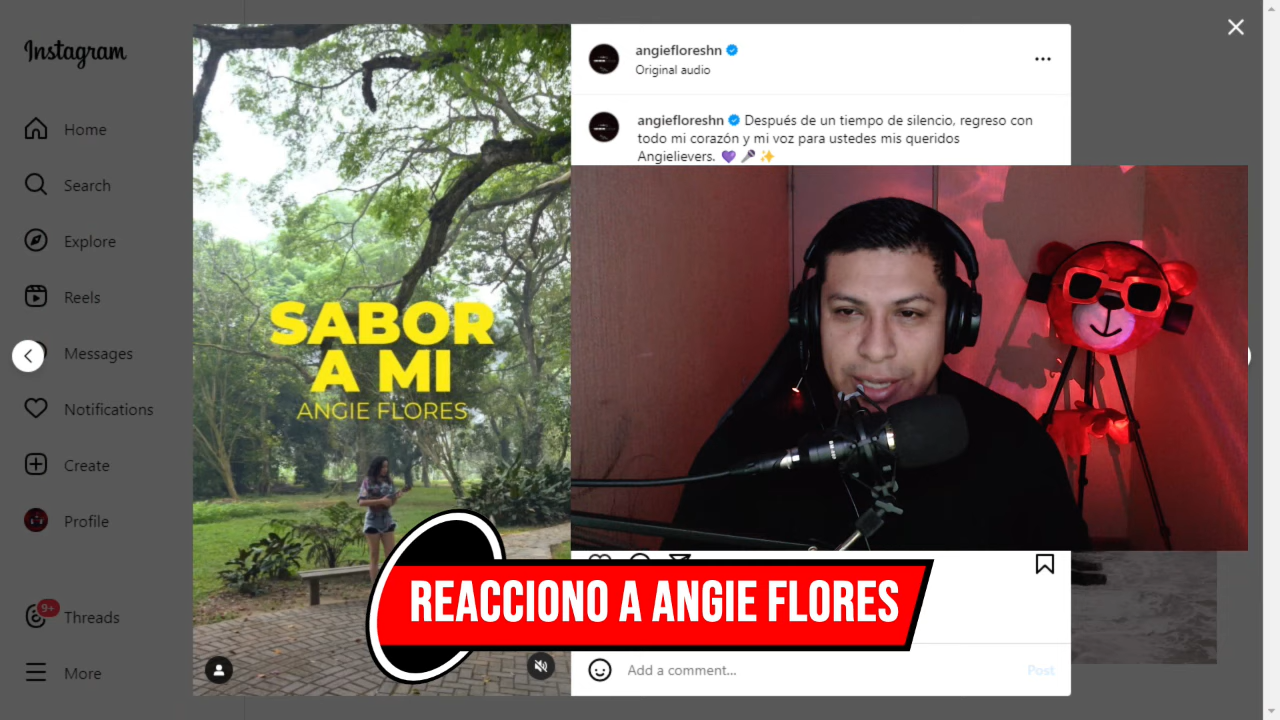 Instagram
Home
Search
Explore
Reels
Messages
Notifications
Create
Profile
9+
Threads
More
SABOR
A MI
ANGIE FLORES
angiefloreshn
Original audio
angiefloreshn Después de un tiempo de silencio, regreso con
todo mi corazón y mi voz para ustedes mis queridos
Angielievers. 💜 🎤 ✨
REACCIONO A ANGIE FLORES
Add a comment...
Post